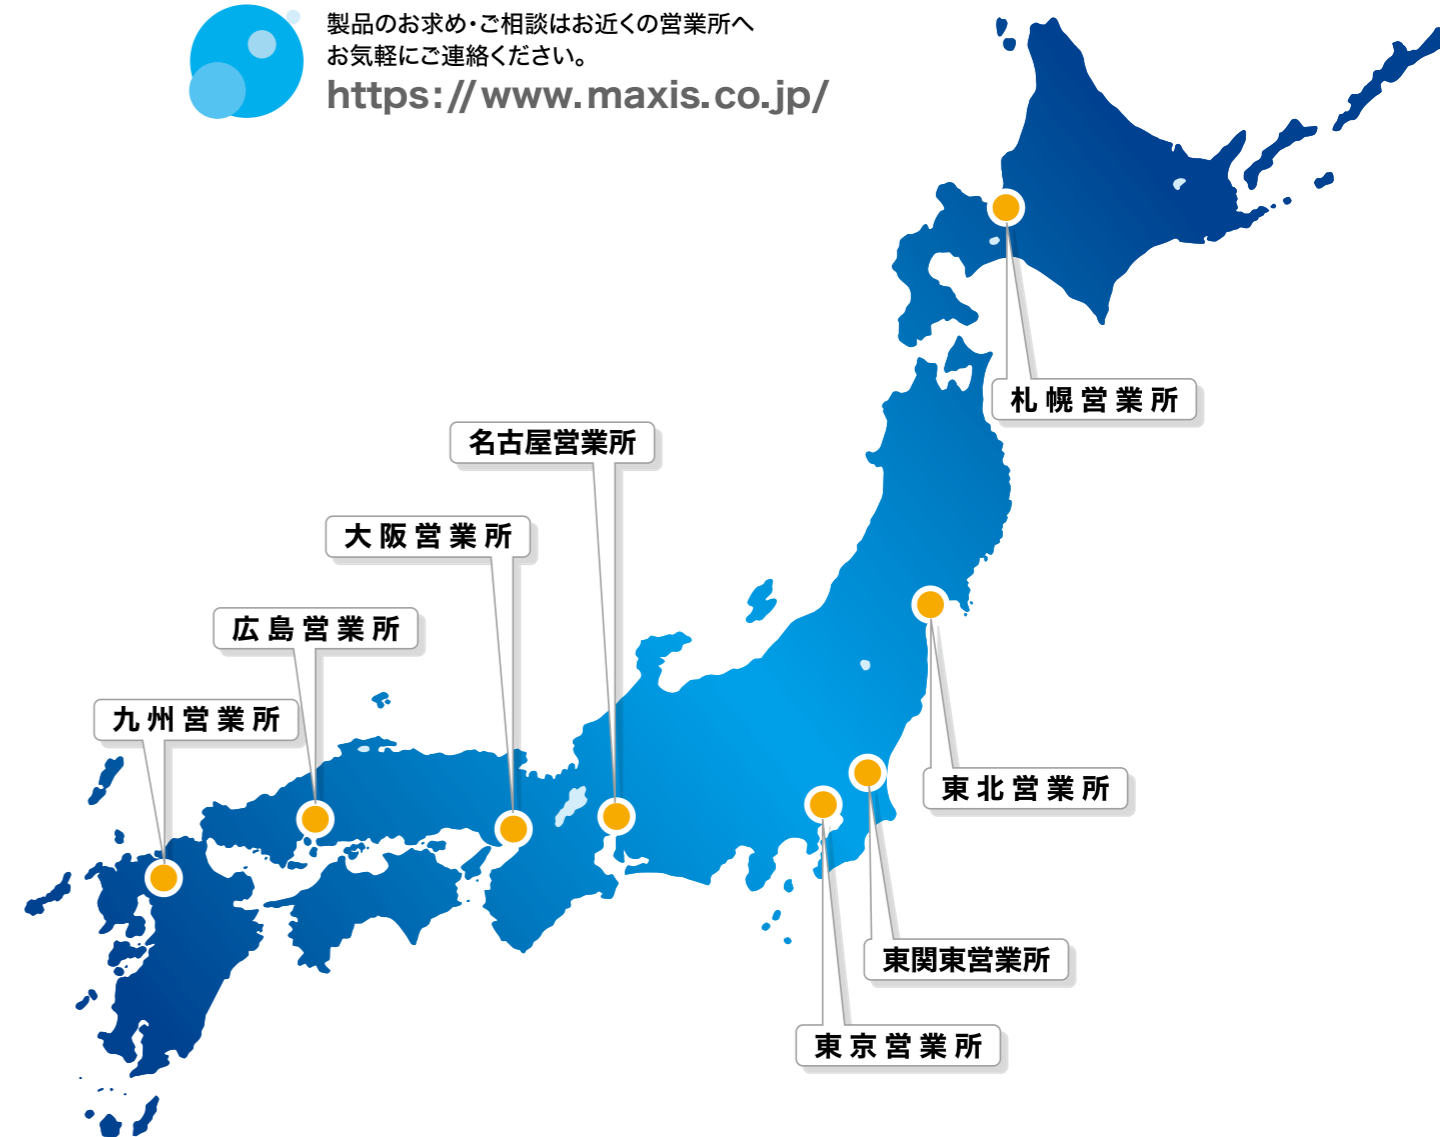 製品のお求め・ご相談はお近くの営業所へ
お気軽にご連絡ください。
https://www.maxis.co.jp/
札幌営業所
名古屋営業所
大阪営業所
広島営業所
九州営業所
東北営業所
東関東営業所
東京営業所